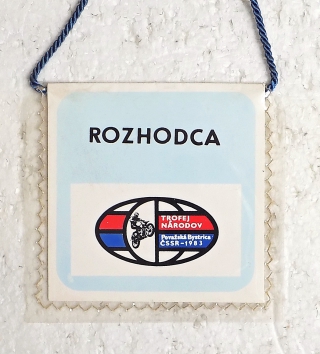 ROZHODCA
TROFEJ
NÁRODOV
Považská Bystrica
ČSSR-1983